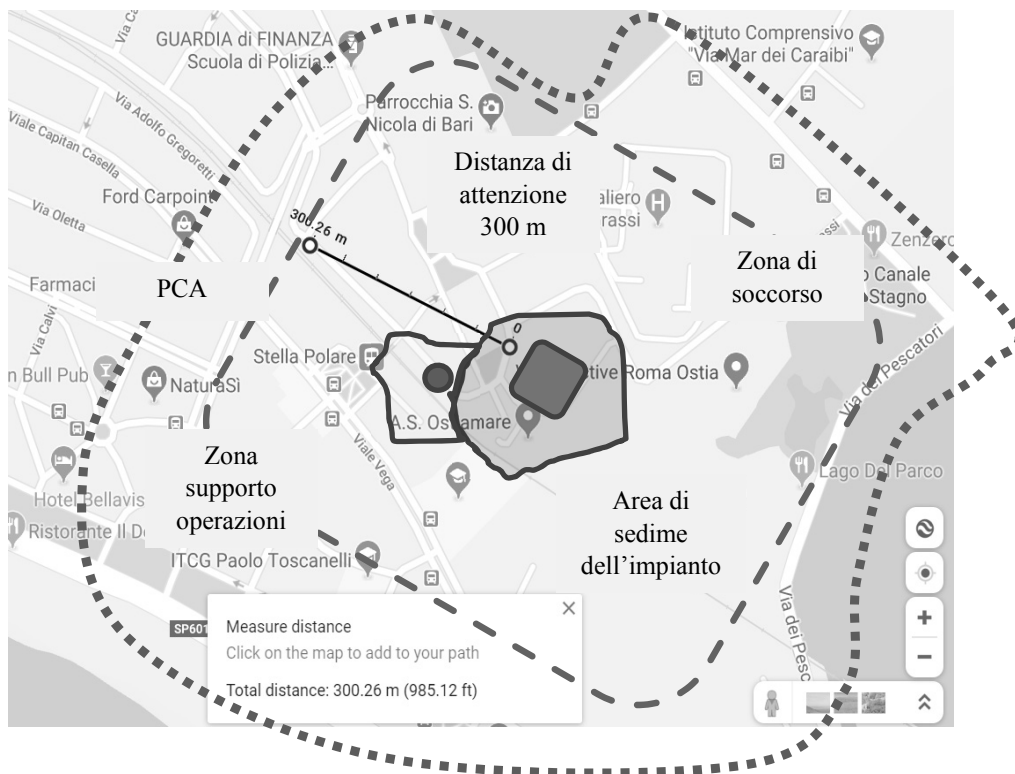 GUARDIA di FINANZA
Scuola di Polizia...
Istituto Comprensivo
"Via Mar dei Caraibi"
Via Adolfo Gregoretti
Viale Capitan Casella
Parrocchia S.
Nicola di Bari
Distanza di
attenzione
300 m
Ford Carpoint
Via Oletta
300.26 m
H
Zenzero
Zona di
soccorso
Canale
Stagno
PCA
Farmaci
Via Calvi
0
Stella Polare
n Bull Pub
NaturaSì
tive Roma Ostia
Via dei Pescatori
A.S. Ostiamare
Viale Vega
Zona
supporto
operazioni
Area di
sedime
dell'impianto
Lago Del Parco
Hotel Bellavis
Ristorante Il De
ITCG Paolo Toscanelli
Via dei Pesc
SP601
Measure distance
Click on the map to add to your path
Total distance: 300.26 m (985.12 ft)